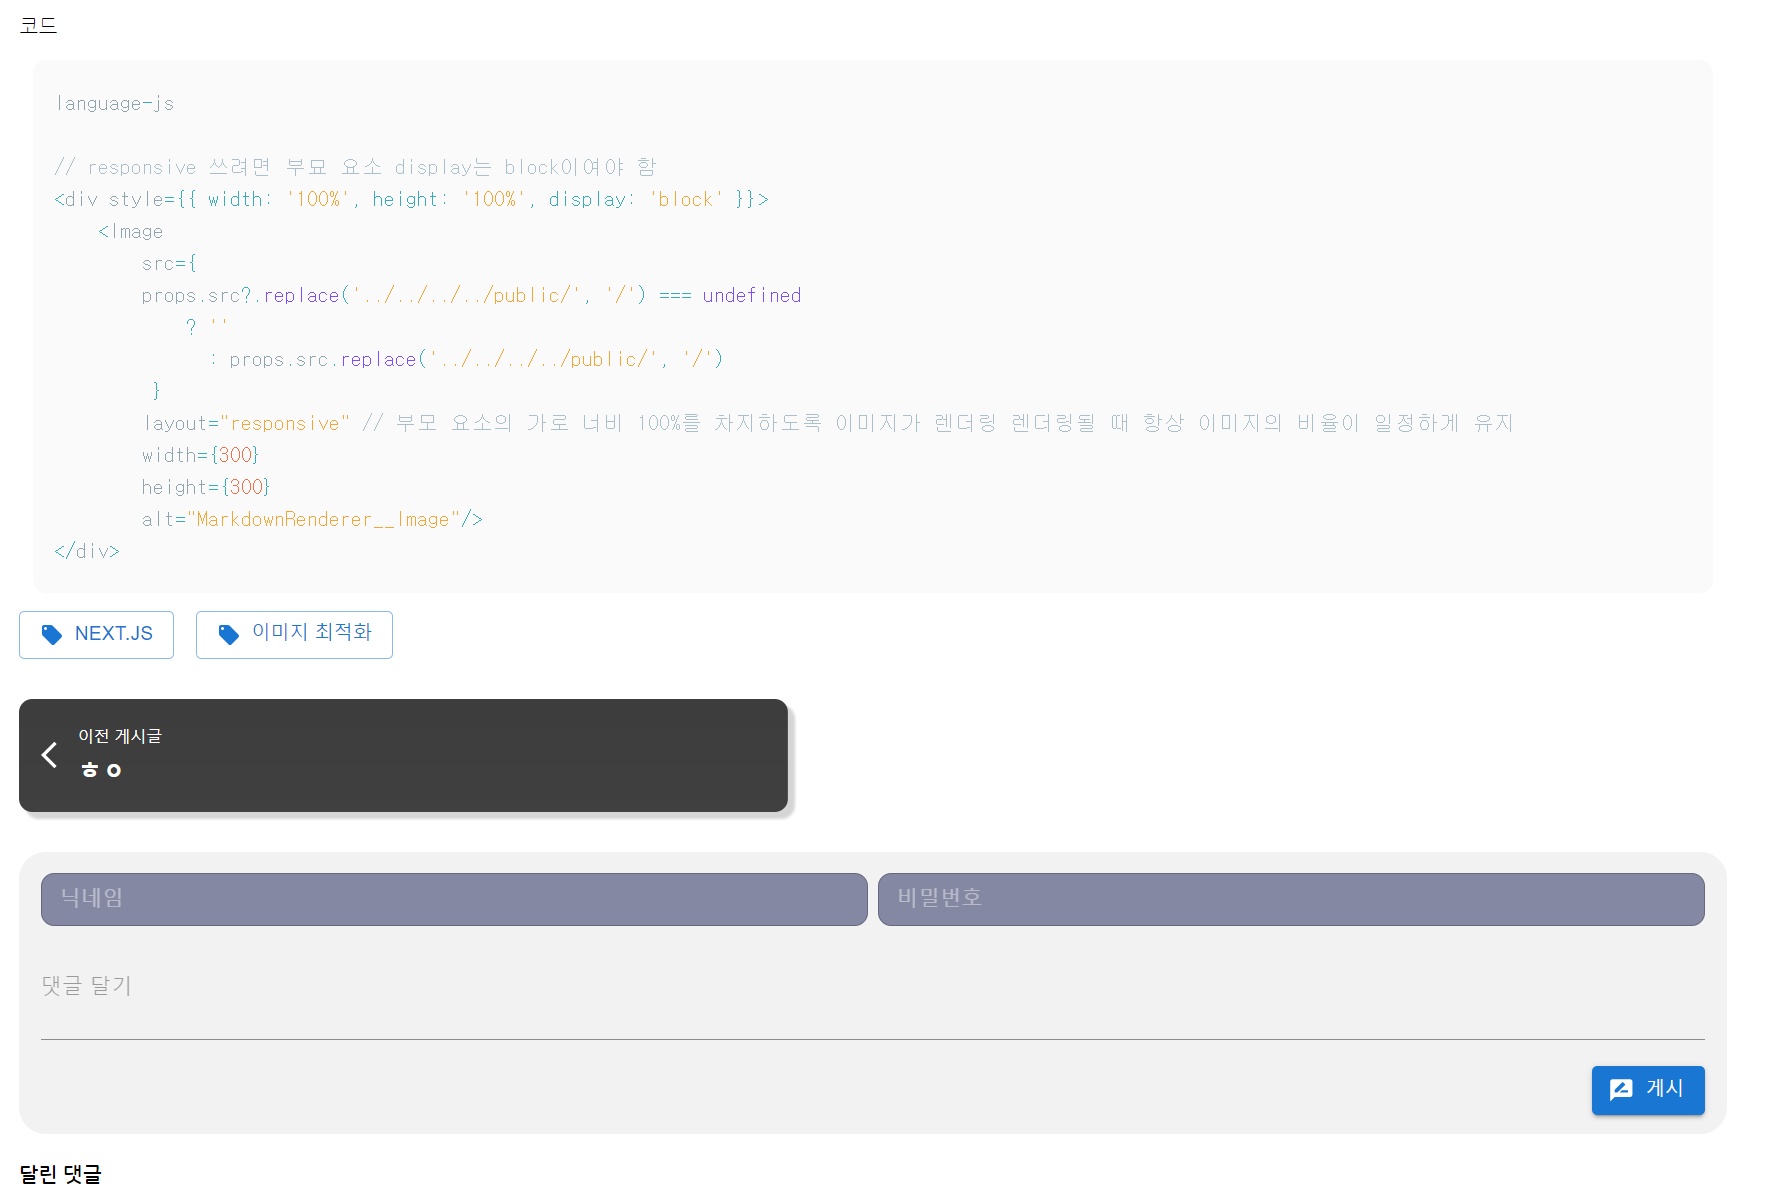 코드
language-js
// responsive 쓰려면 부묘 요소 display는 block이여야 함
<div style={{ width: '100%', height: '100%', display: 'block' }}>
<Image
src={
props.src?.replace('../../../../public/', '/') === undefined
? ''
: props.src.replace('../../../../public/', '/')
}
layout="responsive" // 부모 요소의 가로 너비 100%를 차지하도록 이미지가 렌더링 렌더링될 때 항상 이미지의 비율이 일정하게 유지
width={300}
height={300}
alt="MarkdownRenderer__Image"/>
</div>
NEXT.JS 이미지 최적화
이전 게시글
ㅎㅇ
닉네임 비밀번호
댓글 달기
게시
달린 댓글